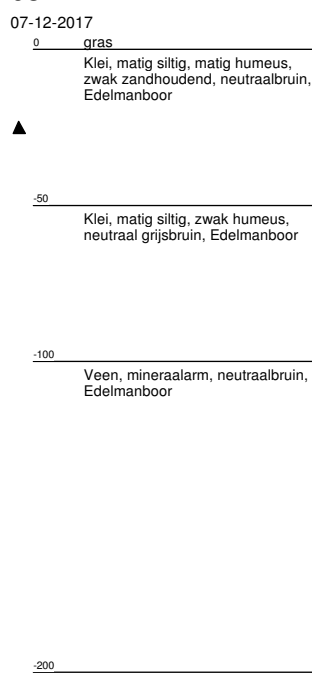 07-12-2017
0 gras
Klei, matig siltig, matig humeus,
zwak zandhoudend, neutraalbruin,
Edelmanboor
-50
Klei, matig siltig, zwak humeus,
neutraal grijsbruin, Edelmanboor
-100
Veen, mineraalarm, neutraalbruin,
Edelmanboor
-200